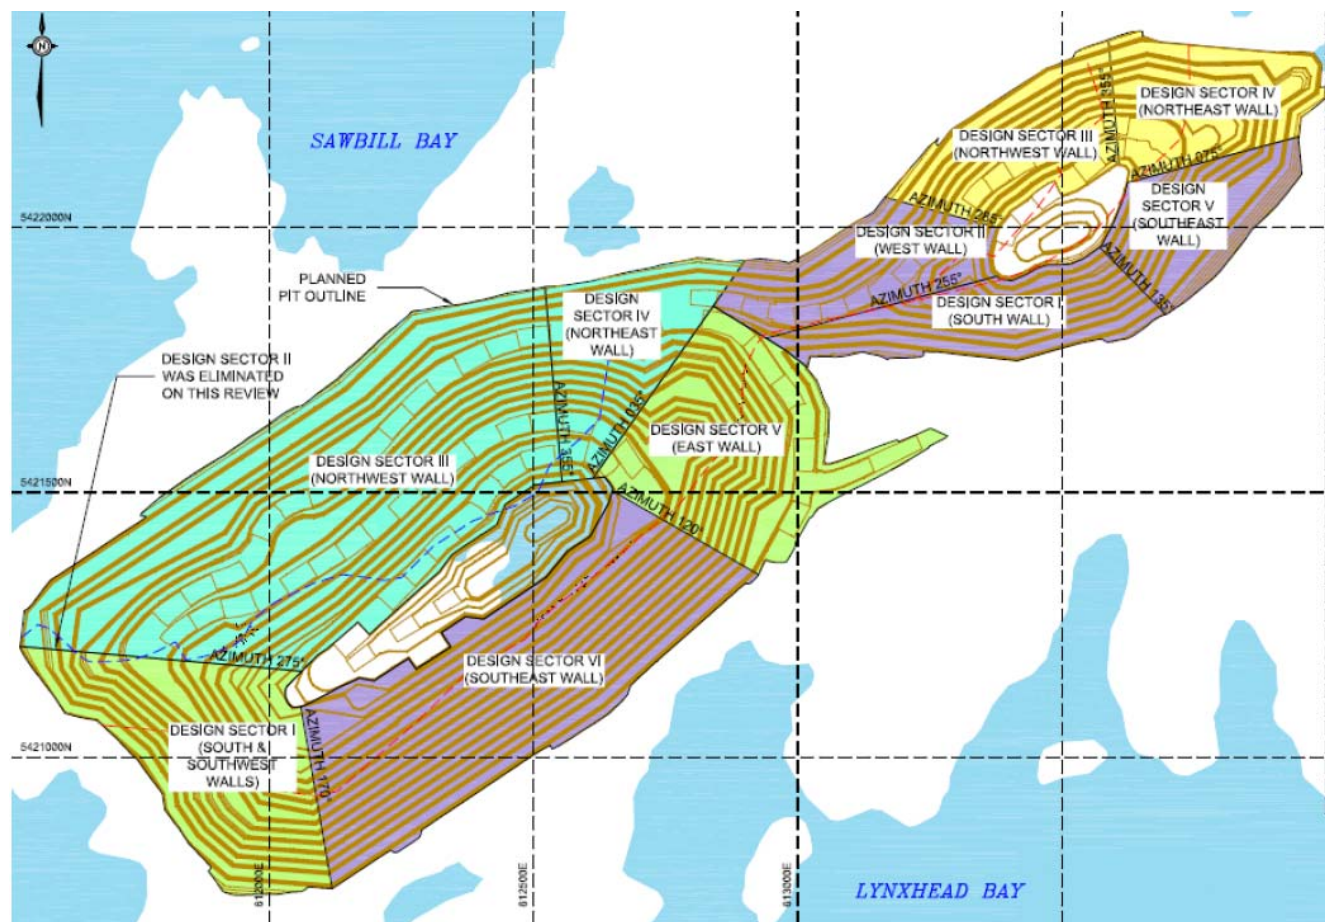 N
SAWBILL BAY
DESIGN SECTOR IV
(NORTHEAST WALL)
AZIMUTH 355°
DESIGN SECTOR III
(NORTHWEST WALL)
AZIMUTH 075°
DESIGN
SECTOR V
(SOUTHEAST
WALL)
AZIMUTH 285°
5422000N
DESIGN SECTOR II
(WEST WALL)
AZIMUTH 255°
AZIMUTH 135°
DESIGN SECTOR I
(SOUTH WALL)
PLANNED
PIT OUTLINE
DESIGN
SECTOR IV
(NORTHEAST
WALL)
DESIGN SECTOR II
WAS ELIMINATED
ON THIS REVIEW
AZIMUTH 355°
AZIMUTH 035°
DESIGN SECTOR V
(EAST WALL)
DESIGN SECTOR III
(NORTHWEST WALL)
5421500N
AZIMUTH 120°
AZIMUTH 275°
DESIGN SECTOR VI
(SOUTHEAST WALL)
AZIMUTH 170°
DESIGN SECTOR I
(SOUTH &
SOUTHWEST
WALLS)
5421000N
612000E
612500E
613000E
LYNXHEAD BAY